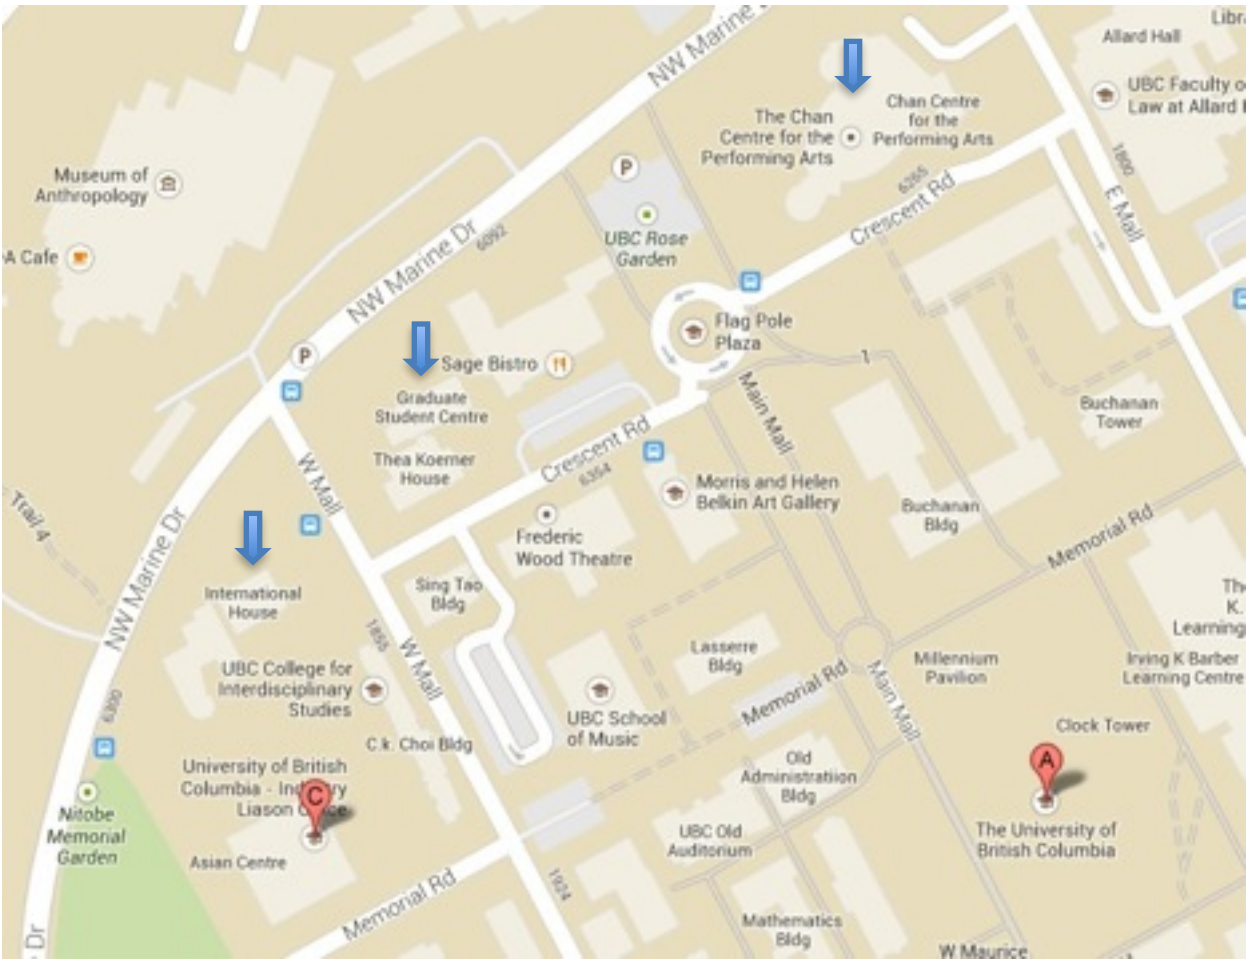 NW Marine D
Allard Hall
UBC Faculty o
Law at Allard
Chan Centre
for the
Performing Arts
The Chan
Centre for the
Performing Arts
P
1800
E Mall
6265
Crescent Rd
Museum of
Anthropology
A Cafe
NW Marine Dr
6092
UBC Rose
Garden
Flag Pole
Plaza
P
Sage Bistro
Graduate
Student Centre
Thea Koerner
House
Crescent Rd
6354
Main Mall
1
Buchanan
Tower
Buchanan
Bldg
Morris and Helen
Belkin Art Gallery
Frederic
Wood Theatre
W Mall
Trail 4
NW Marine Dr
Memorial Rd
International
House
Sing Tao
Bldg
1855
W Mall
UBC College for
Interdisciplinary
Studies
C.k. Choi Bldg
UBC School
of Music
Lasserre
Bldg
Memorial Rd
Main Mall
Millennium
Pavilion
K.
Learning
Irving K Barber
Learning Centre
Clock Tower
6300
University of British
Columbia - Ind ry
Liason ce
C
Asian Centre
Nitobe
Memorial
Garden
Old
Administratiion
Bldg
UBC Old
Auditorium
A
The University of
British Columbia
Memorial Rd
1924
Mathematics
Bldg
W Maurice
Dr